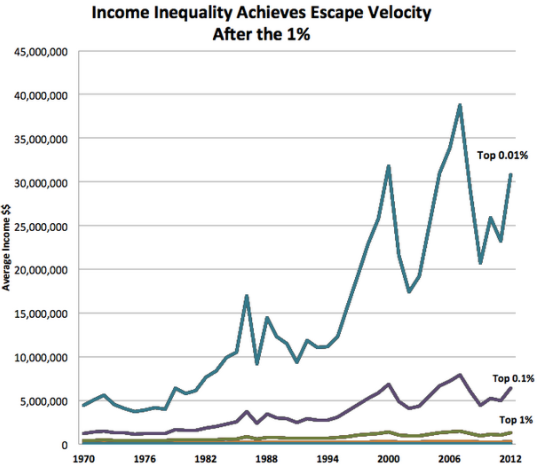 Income Inequality Achieves Escape Velocity
After the 1%
45,000,000
40,000,000
35,000,000
30,000,000
25,000,000
20,000,000
15,000,000
10,000,000
5,000,000
0
Average Income $$
Top 0.01%
Top 0.1%
Top 1%
1970 1976 1982 1988 1994 2000 2006 2012